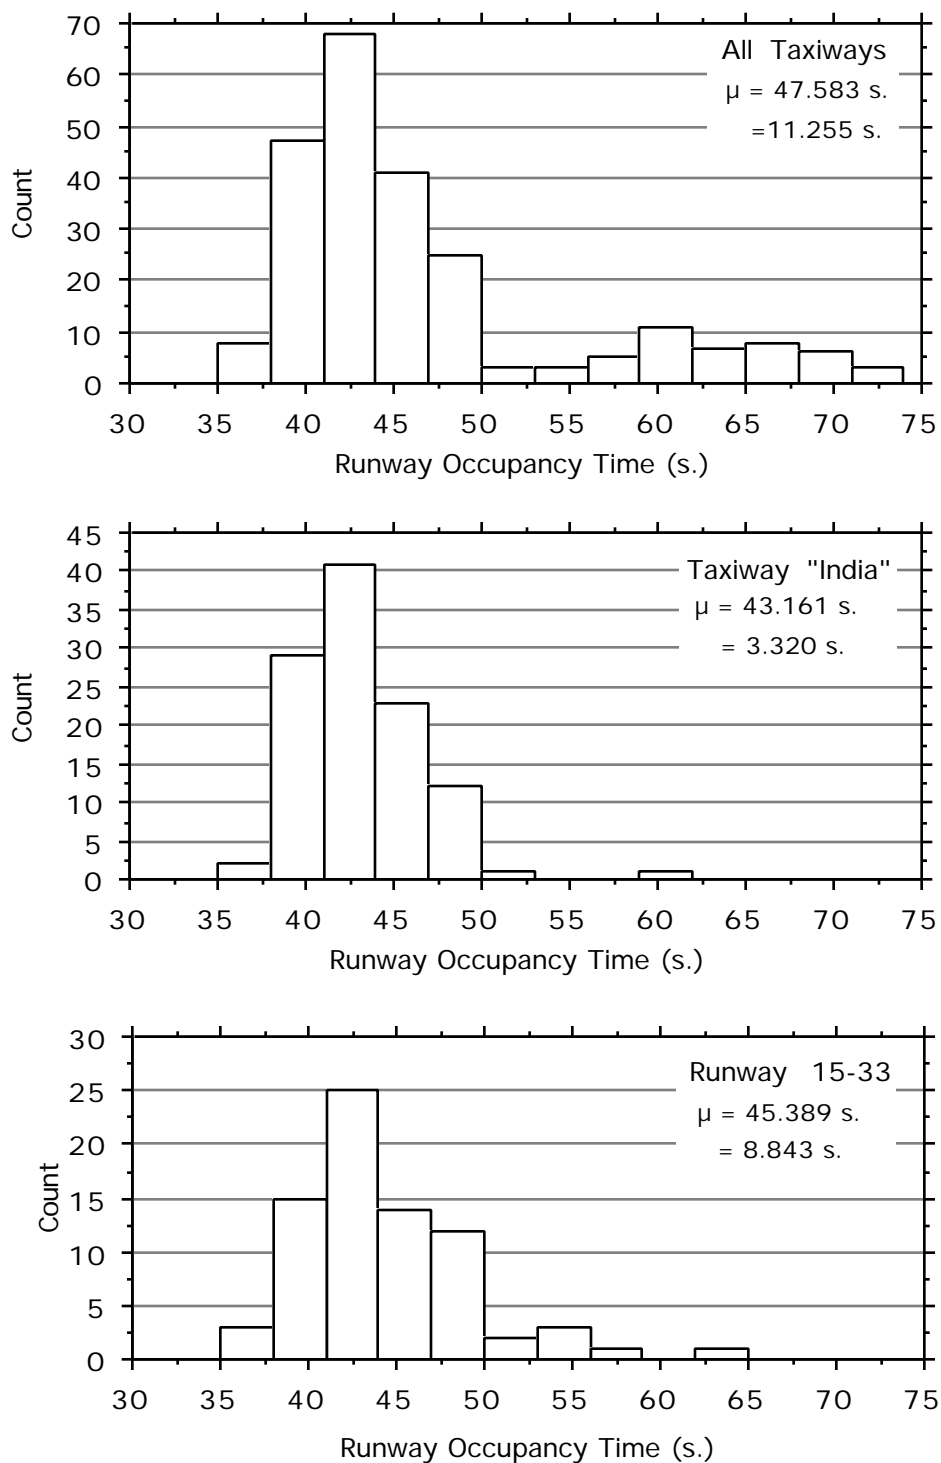 70
60
50
40
30
20
10
0
Count
All Taxiways
µ = 47.583 s.
=11.255 s.
30 35 40 45 50 55 60 65 70 75
Runway Occupancy Time (s.)
45
40
35
30
25
20
15
10
5
0
Count
Taxiway "India"
µ = 43.161 s.
= 3.320 s.
30 35 40 45 50 55 60 65 70 75
Runway Occupancy Time (s.)
30
25
20
15
10
5
0
Count
Runway 15-33
µ = 45.389 s.
= 8.843 s.
30 35 40 45 50 55 60 65 70 75
Runway Occupancy Time (s.)